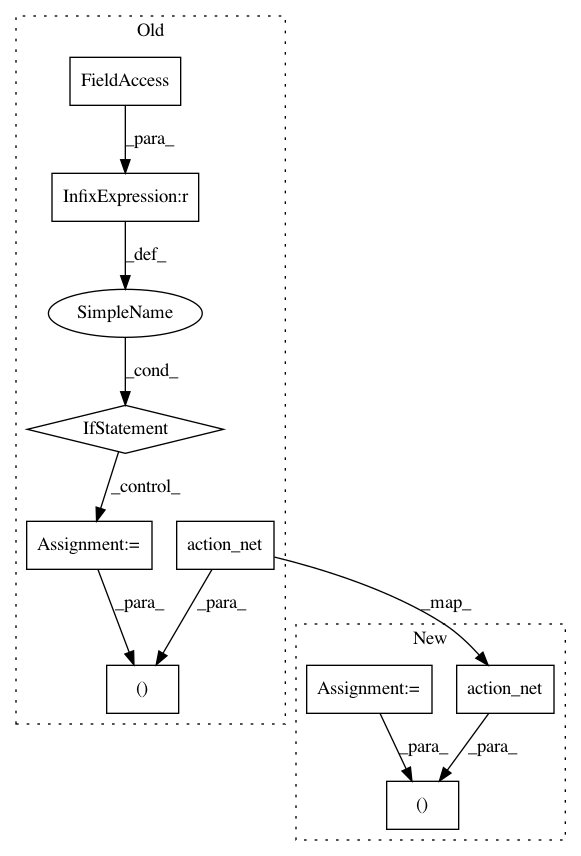 Old
FieldAccess
_para_
InfixExpression:r
_def_
SimpleName
_cond_
IfStatement
_control_
Assignment:=
action_net
_para_
_para_
_map_
()
New
Assignment:=
action_net
_para_
_para_
()